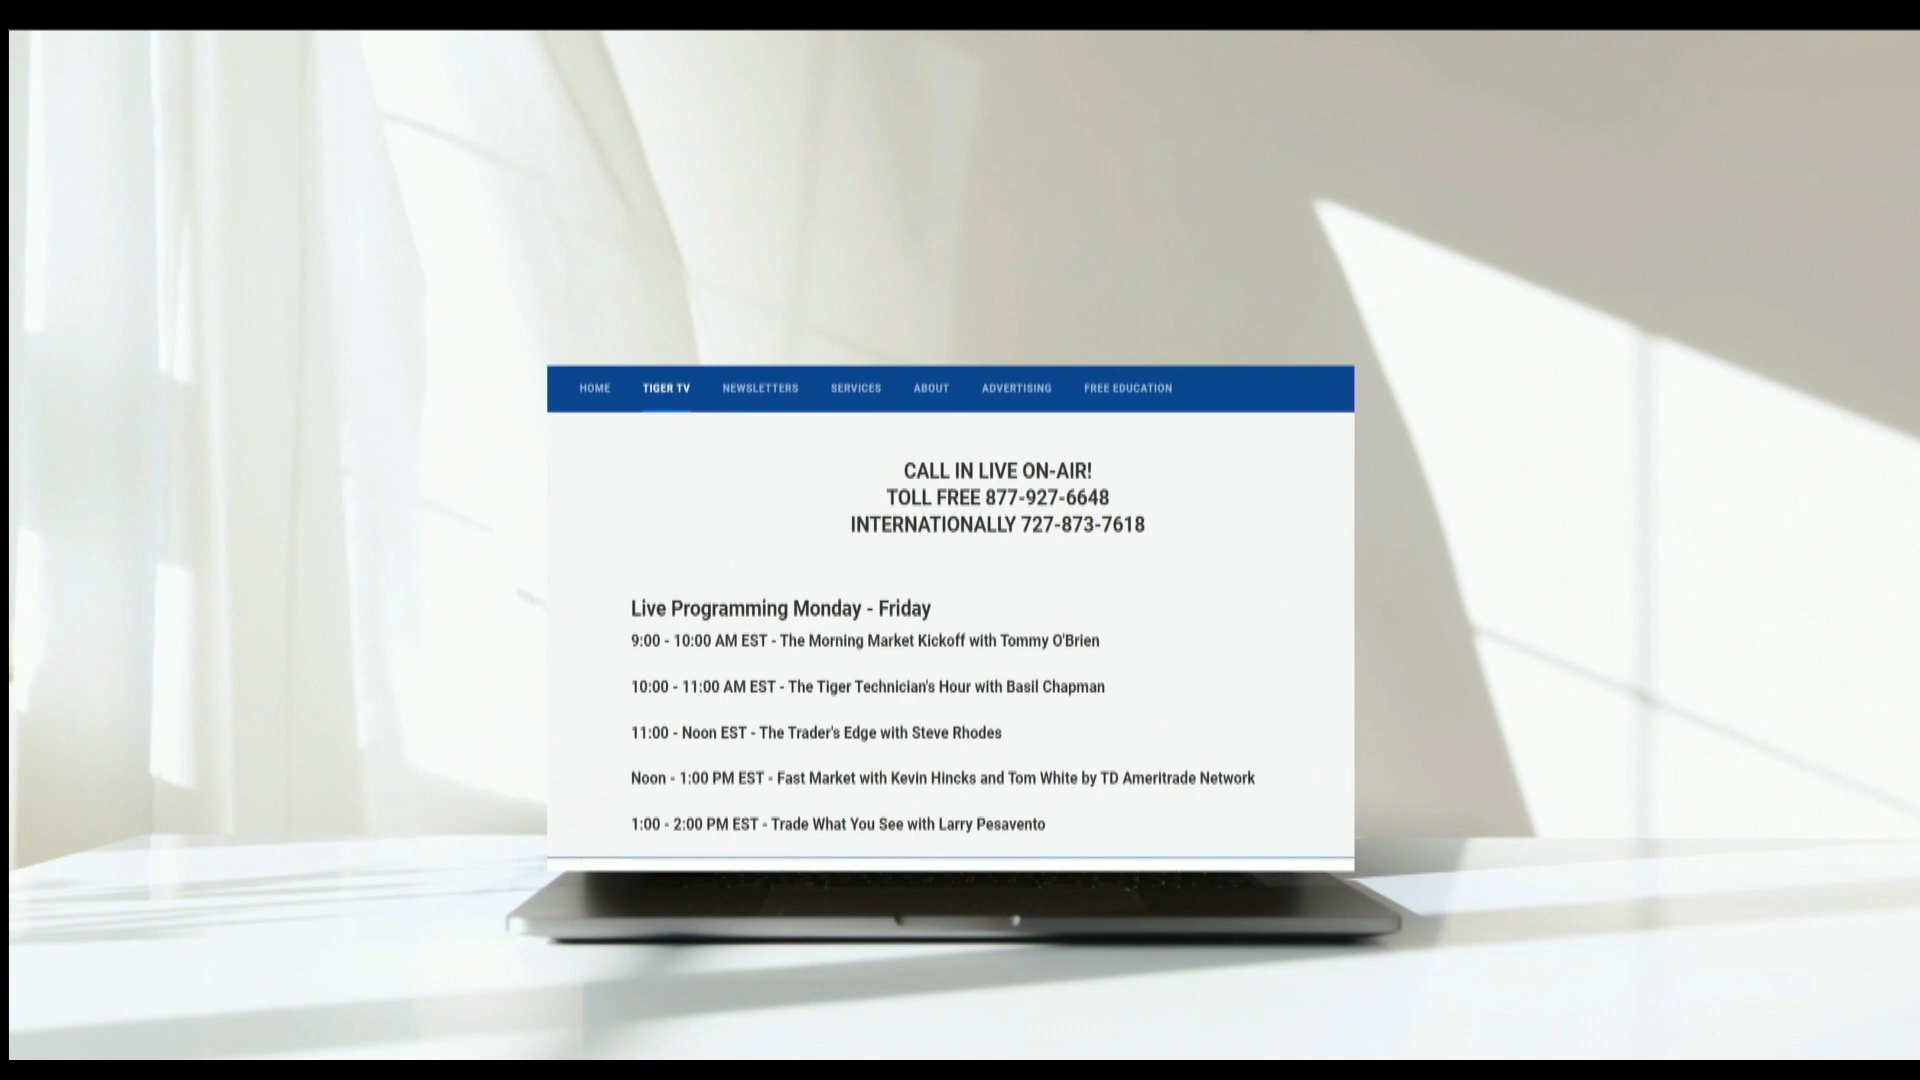 HOME TIGER TV NEWSLETTERS SERVICES ABOUT ADVERTISING FREE EDUCATION
CALL IN LIVE ON-AIR!
TOLL FREE 877-927-6648
INTERNATIONALLY 727-873-7618
Live Programming Monday - Friday
9:00 - 10:00 AM EST - The Morning Market Kickoff with Tommy O'Brien
10:00 - 11:00 AM EST - The Tiger Technician's Hour with Basil Chapman
11:00 - Noon EST - The Trader's Edge with Steve Rhodes
Noon - 1:00 PM EST - Fast Market with Kevin Hincks and Tom White by TD Ameritrade Network
1:00 - 2:00 PM EST - Trade What You See with Larry Pesavento